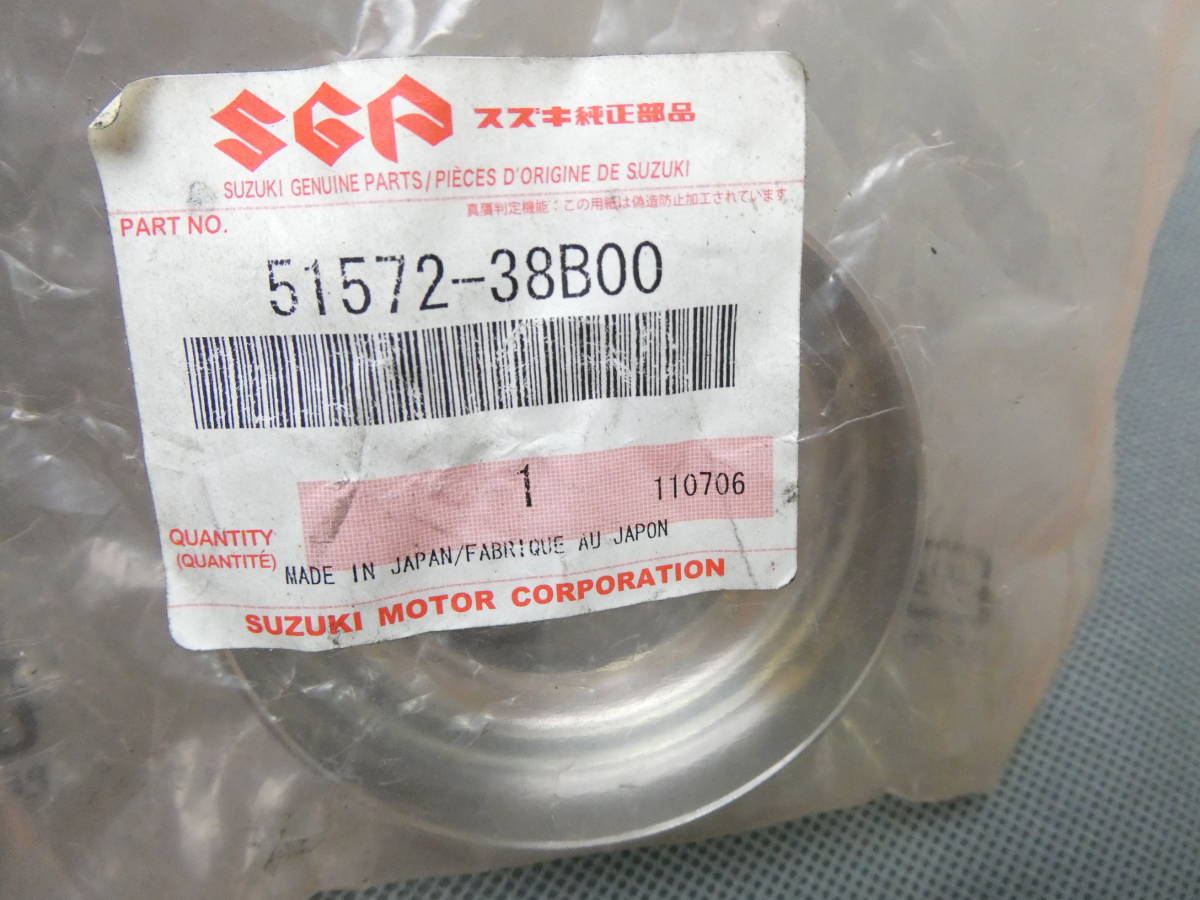 SGP スズキ純正部品
SUZUKI GENUINE PARTS/PIÈCES D'ORIGINE DE SUZUKI
真贋判定機能:この用紙は偽造防止加工されています
PART NO.
51572-38B00
1 110706
QUANTITY
(QUANTITÉ)
MADE IN JAPAN/FABRIQUE AU JAPON
SUZUKI MOTOR CORPORATION